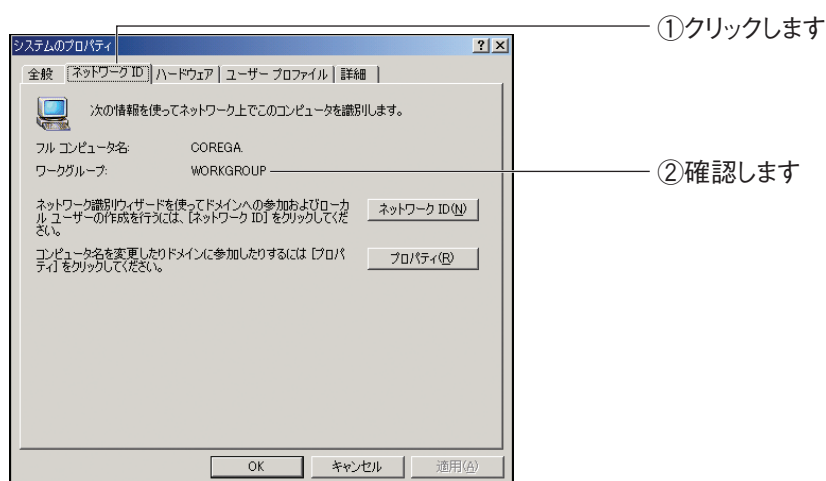 ①クリックします
システムのプロパティ
全般 ネットワーク ID ハードウェア ユーザー プロファイル 詳細
次の情報を使ってネットワーク上でこのコンピュータを識別します。
フル コンピュータ名: COREGA.
ワークグループ: WORKGROUP
②確認します
ネットワーク識別ウィザードを使ってドメインへの参加およびローカ
ル ユーザーの作成を行うには、[ネットワーク ID] をクリックしてくだ
さい。
ネットワーク ID(N)
コンピュータ名を変更したりドメインに参加したりするには [プロパ
ティ] をクリックしてください。
プロパティ(R)
OK キャンセル 適用(A)